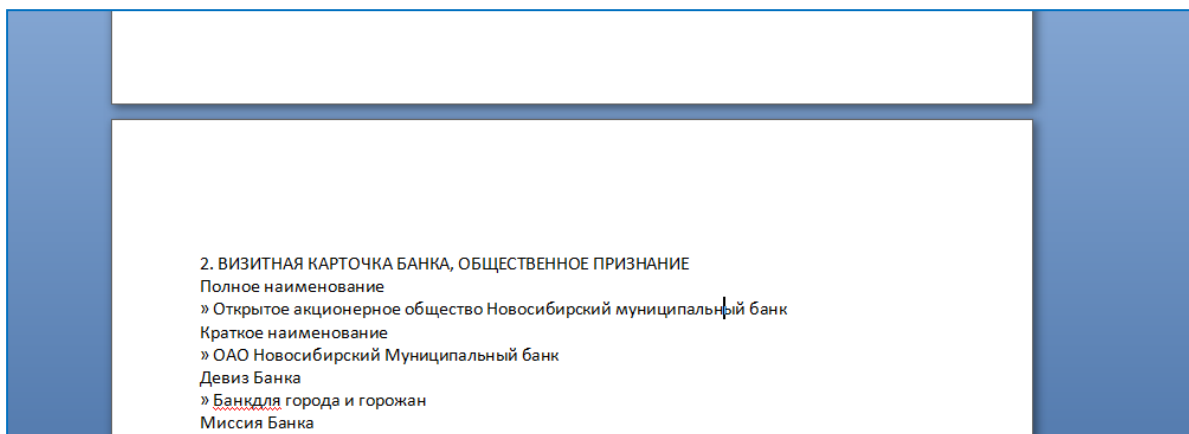 2. ВИЗИТНАЯ КАРТОЧКА БАНКА, ОБЩЕСТВЕННОЕ ПРИЗНАНИЕ
Полное наименование
» Открытое акционерное общество Новосибирский муниципальный банк
Краткое наименование
» ОАО Новосибирский Муниципальный банк
Девиз Банка
» Банкдля города и горожан
Миссия Банка